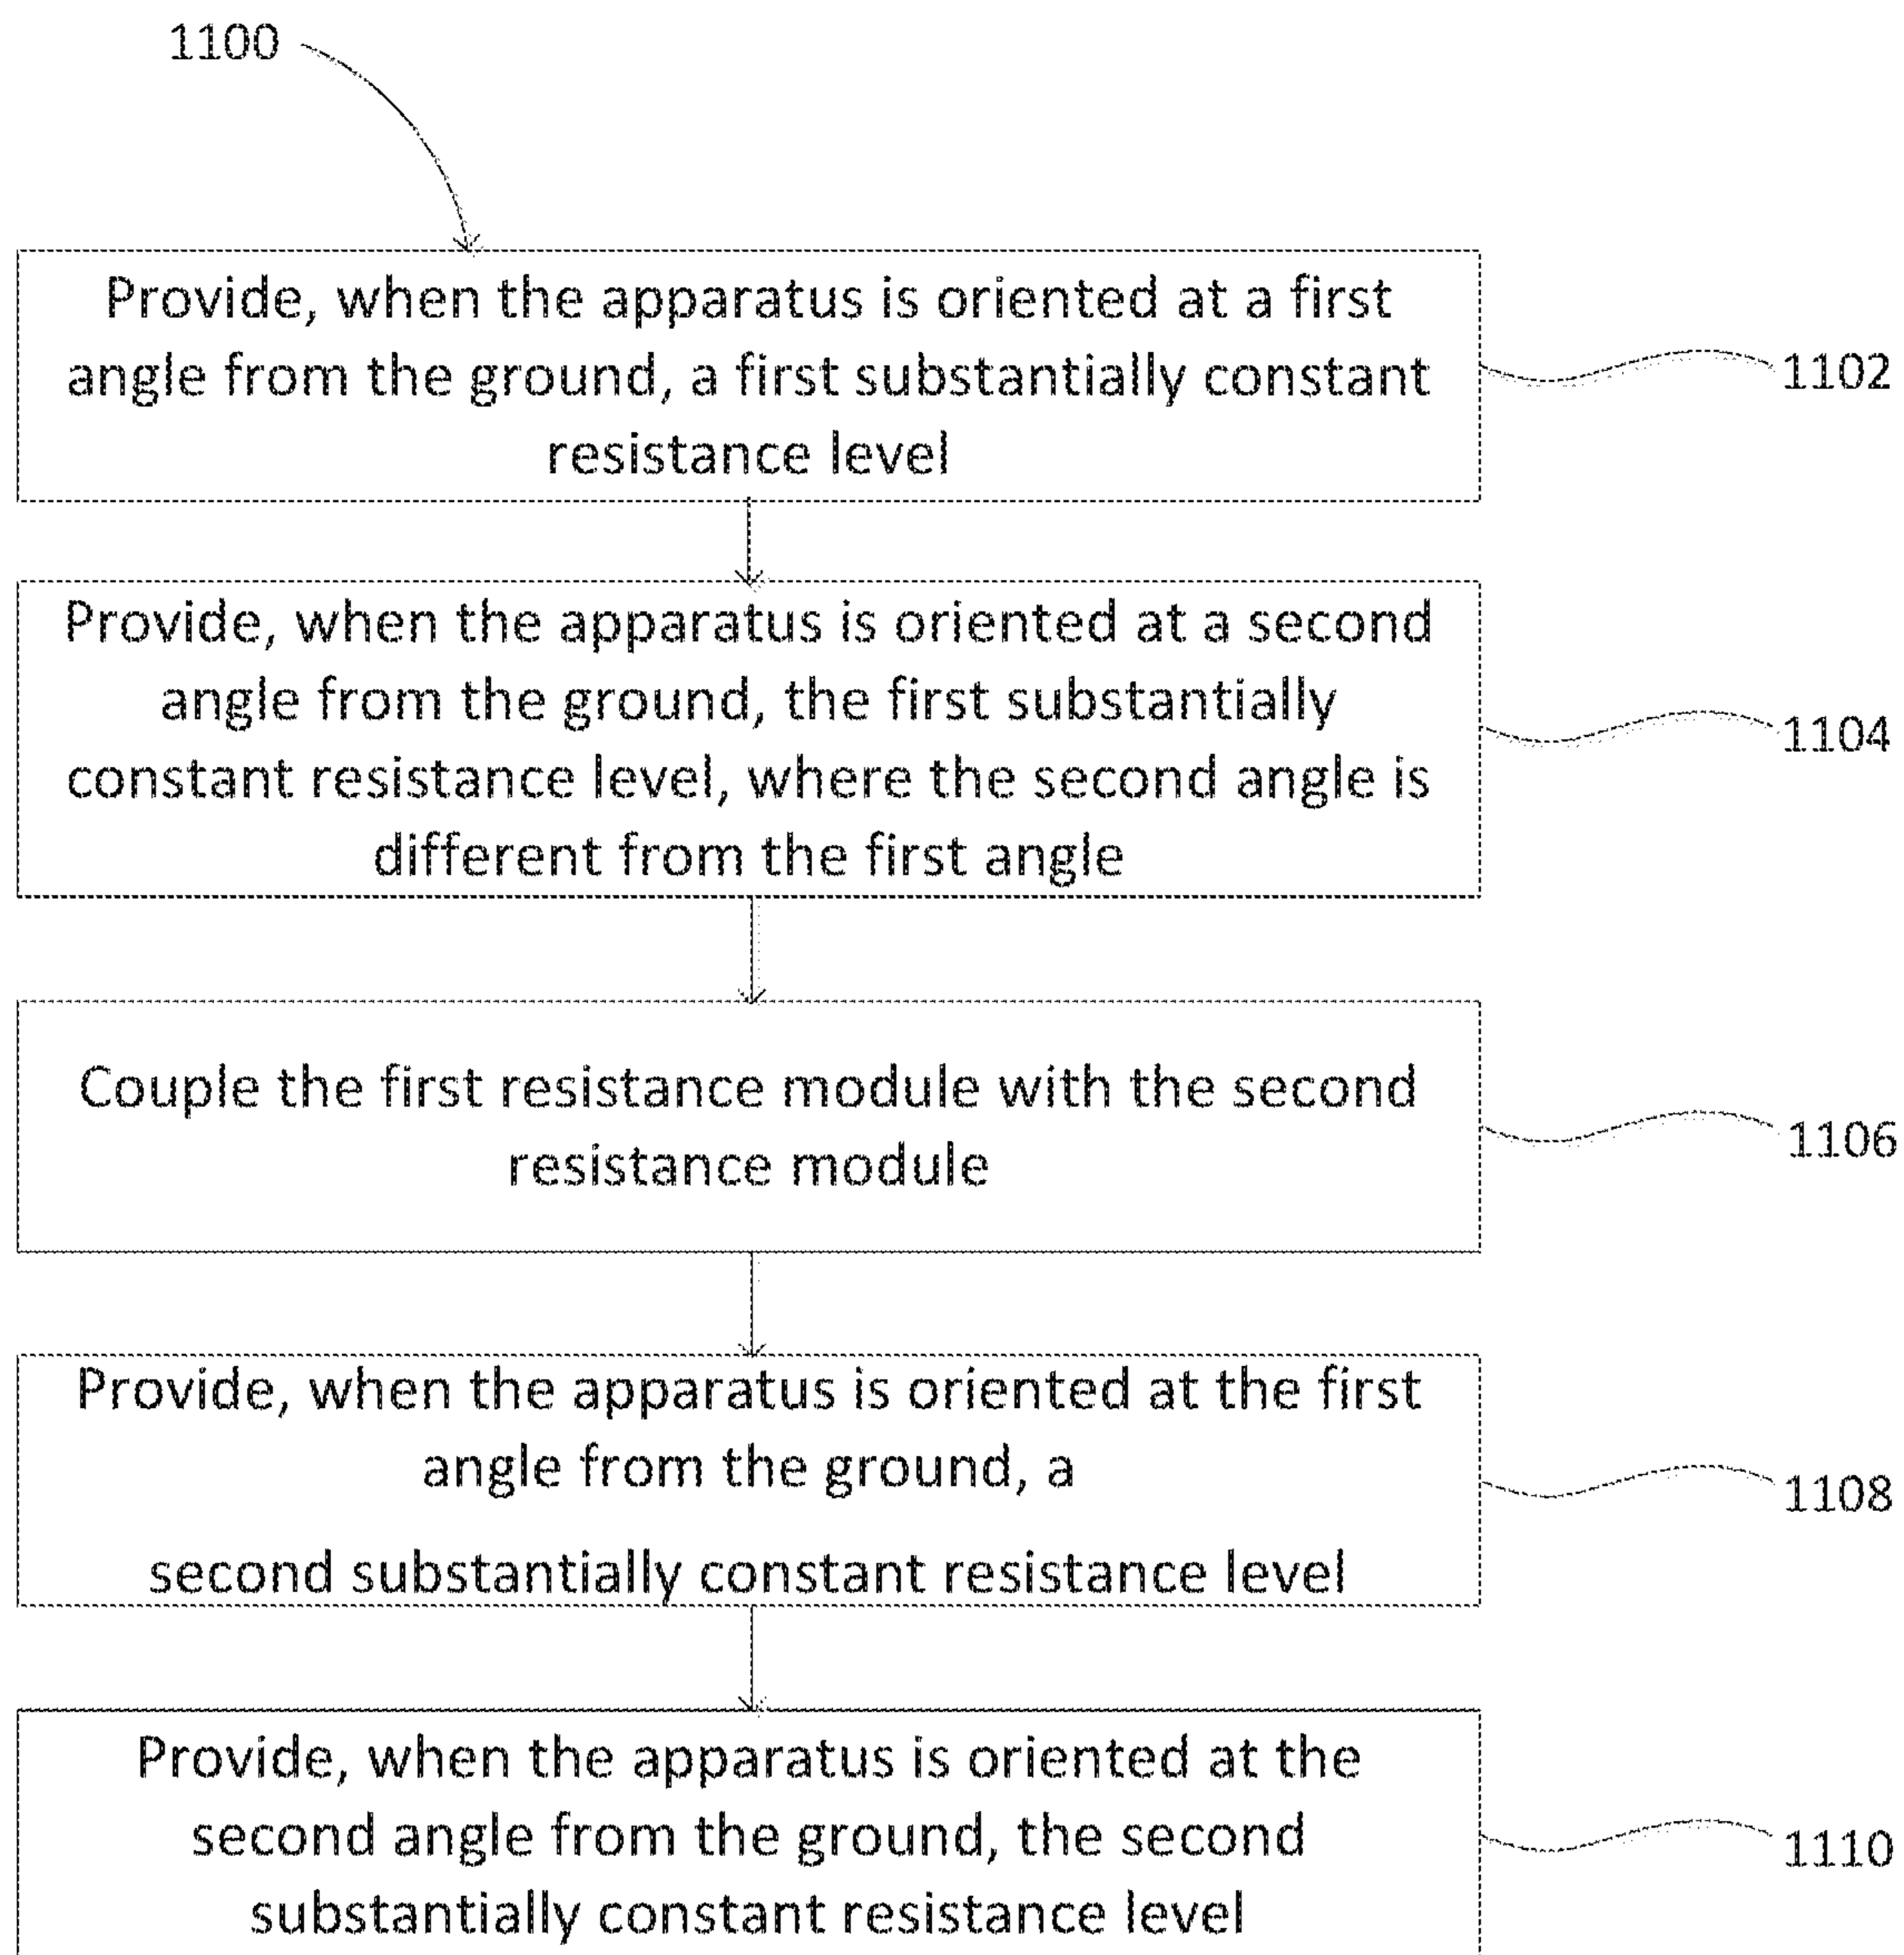 1100
Provide, when the apparatus is oriented at a first
angle from the ground, a first substantially constant
resistance level
1102
Provide, when the apparatus is oriented at a second
angle from the ground, the first substantially
constant resistance level, where the second angle is
different from the first angle
1104
Couple the first resistance module with the second
resistance module
1106
Provide, when the apparatus is oriented at the first
angle from the ground, a
second substantially constant resistance level
1108
Provide, when the apparatus is oriented at the
second angle from the ground, the second
substantially constant resistance level
1110